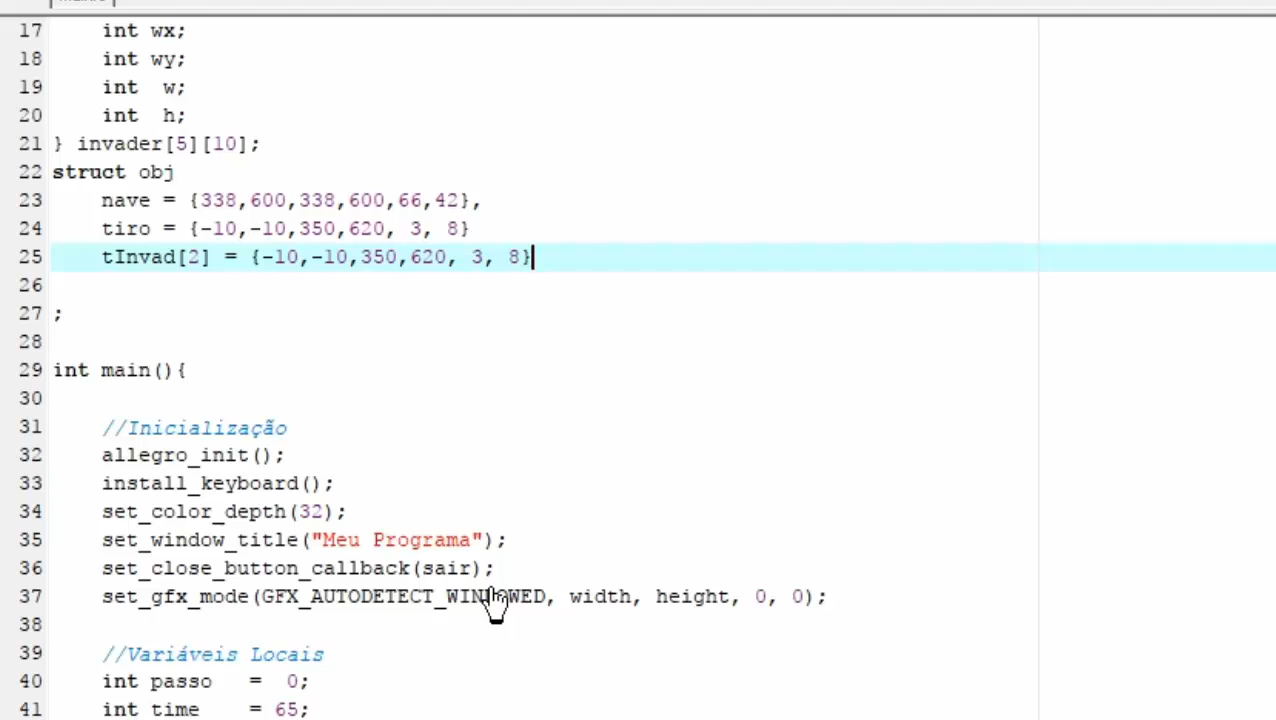 17 int wx;
18 int wy;
19 int  w;
20 int  h;
21 } invader[5][10];
22 struct obj
23 nave = {338,600,338,600,66,42},
24 tiro = {-10,-10,350,620, 3, 8}
25 tInvad[2] = {-10,-10,350,620, 3, 8}
26
27 ;
28
29 int main(){
30
31 //Inicialização
32 allegro_init();
33 install_keyboard();
34 set_color_depth(32);
35 set_window_title("Meu Programa");
36 set_close_button_callback(sair);
37 set_gfx_mode(GFX_AUTODETECT_WINDOWED, width, height, 0, 0);
38
39 //Variáveis Locais
40 int passo   =  0;
41 int time    = 65;